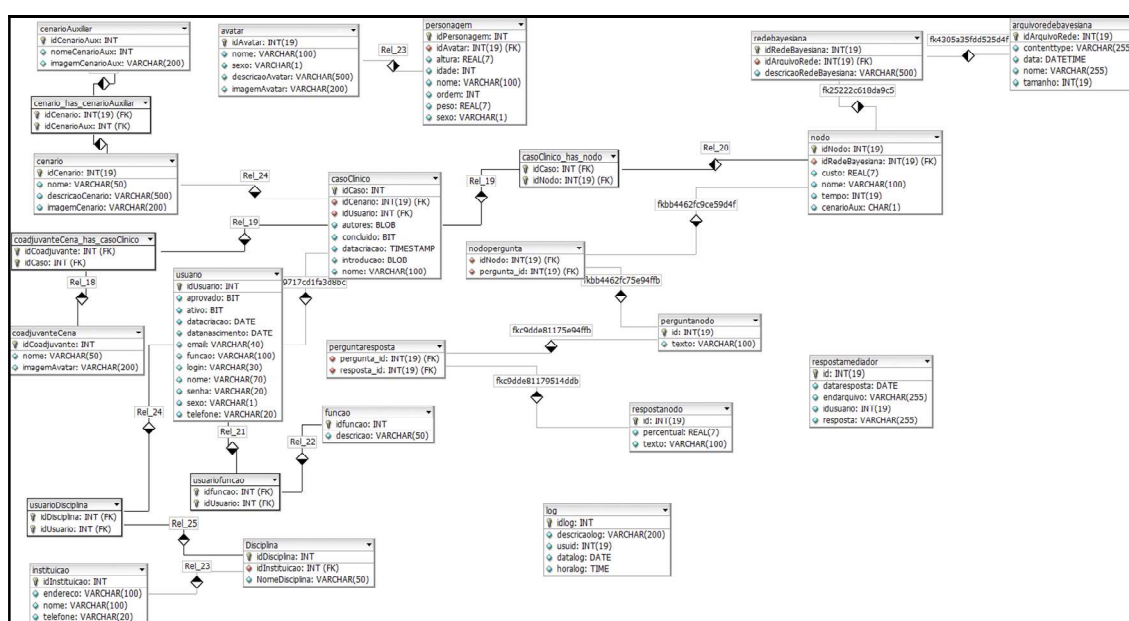 cenarioAuxiliar
idCenarioAux: INT
nomeCenarioAux: INT
imagemCenarioAux: VARCHAR(200)
cenario_has_cenarioAuxiliar
idCenario: INT(19) (FK)
idCenarioAux: INT (FK)
cenario
idCenario: INT(19)
nome: VARCHAR(50)
descricaoCenario: VARCHAR(500)
imagemCenario: VARCHAR(200)
avatar
idAvatar: INT(19)
nome: VARCHAR(100)
sexo: VARCHAR(1)
descricaoAvatar: VARCHAR(500)
imagemAvatar: VARCHAR(200)
Rel_23
personagem
idPersonagem: INT
idAvatar: INT(19) (FK)
altura: REAL(7)
idade: INT
nome: VARCHAR(100)
ordem: INT
peso: REAL(7)
sexo: VARCHAR(1)
redebayesiana
idRedeBayesiana: INT(19)
idArquivoRede: INT(19) (FK)
descricaoRedeBayesiana: VARCHAR(500)
fk4305a35fdd525d4f
arquivoredebayesiana
idArquivoRede: INT(19)
contenttype: VARCHAR(255)
data: DATETIME
nome: VARCHAR(255)
tamanho: INT(19)
fk25222c618da9c5
nodo
idNodo: INT(19)
idRedeBayesiana: INT(19) (FK)
custo: REAL(7)
nome: VARCHAR(100)
tempo: INT(19)
cenarioAux: CHAR(1)
Rel_20
casoClinico_has_nodo
idCaso: INT (FK)
idNodo: INT(19) (FK)
Rel_19
Rel_24
casoClinico
idCaso: INT
idCenario: INT(19) (FK)
idUsuario: INT (FK)
autores: BLOB
concluido: BIT
datacriacao: TIMESTAMP
introducao: BLOB
nome: VARCHAR(100)
Rel_19
coadjuvanteCena_has_casoClinico
idCoadjuvante: INT (FK)
idCaso: INT (FK)
Rel_18
coadjuvanteCena
idCoadjuvante: INT
nome: VARCHAR(50)
imagemAvatar: VARCHAR(200)
usuario
idUsuario: INT
aprovado: BIT
ativo: BIT
datacriacao: DATE
datanascimento: DATE
email: VARCHAR(40)
funcao: VARCHAR(100)
login: VARCHAR(30)
nome: VARCHAR(70)
senha: VARCHAR(20)
sexo: VARCHAR(1)
telefone: VARCHAR(20)
9717cd1fa3d8bc
fkbb4462fc9ce59d4f
nodopergunta
idNodo: INT(19) (FK)
pergunta_id: INT(19) (FK)
fkbb4462fc75e94ffb
perguntanodo
id: INT(19)
texto: VARCHAR(100)
fkc9dde81175e94ffb
perguntaresposta
pergunta_id: INT(19) (FK)
resposta_id: INT(19) (FK)
fkc9dde81179514ddb
respostanodo
id: INT(19)
percentual: REAL(7)
texto: VARCHAR(100)
respostamediador
id: INT(19)
dataresposta: DATE
endarquivo: VARCHAR(255)
idusuario: INT(19)
resposta: VARCHAR(255)
Rel_24
Rel_21
funcao
idfuncao: INT
descricao: VARCHAR(50)
Rel_22
usuariofuncao
idfuncao: INT (FK)
idUsuario: INT (FK)
usuarioDisciplina
idDisciplina: INT (FK)
idUsuario: INT (FK)
Rel_25
Disciplina
idDisciplina: INT
idInstituicao: INT (FK)
NomeDisciplina: VARCHAR(50)
Rel_23
instituicao
idInstituicao: INT
endereco: VARCHAR(100)
nome: VARCHAR(100)
telefone: VARCHAR(20)
log
idlog: INT
descricaolog: VARCHAR(200)
usuid: INT(19)
datalog: DATE
horalog: TIME